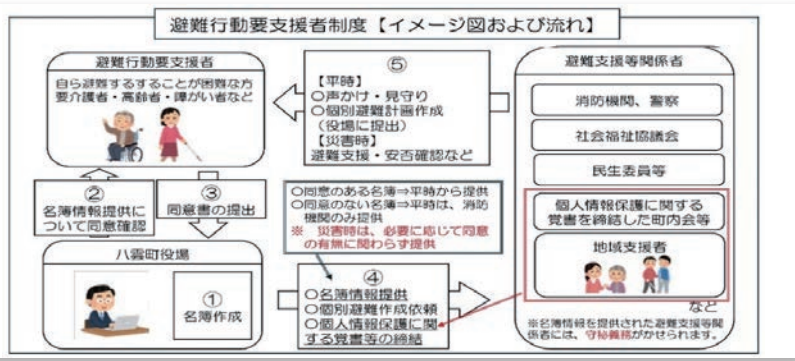 避難行動要支援者制度【イメージ図および流れ】
避難行動要支援者
自ら避難するすることが困難な方
要介護者・高齢者・障がい者など
⑤
【平時】
○声かけ・見守り
○個別避難計画作成
（役場に提出）
【災害時】
避難支援・安否確認など
避難支援等関係者
消防機関、警察
社会福祉協議会
民生委員等
個人情報保護に関する
覚書を締結した町内会等
地域支援者
など
※名簿情報を提供された避難支援等関
係者には、守秘義務がかせられます。
②
名簿情報提供に
ついて同意確認
③
同意書の提出
○同意のある名簿⇒平時から提供
○同意のない名簿⇒平時は、消防
機関のみ提供
※　災害時は、必要に応じて同意
の有無に関わらず提供
八雲町役場
①
名簿作成
④
○名簿情報提供
○個別避難作成依頼
○個人情報保護に関
する覚書等の締結